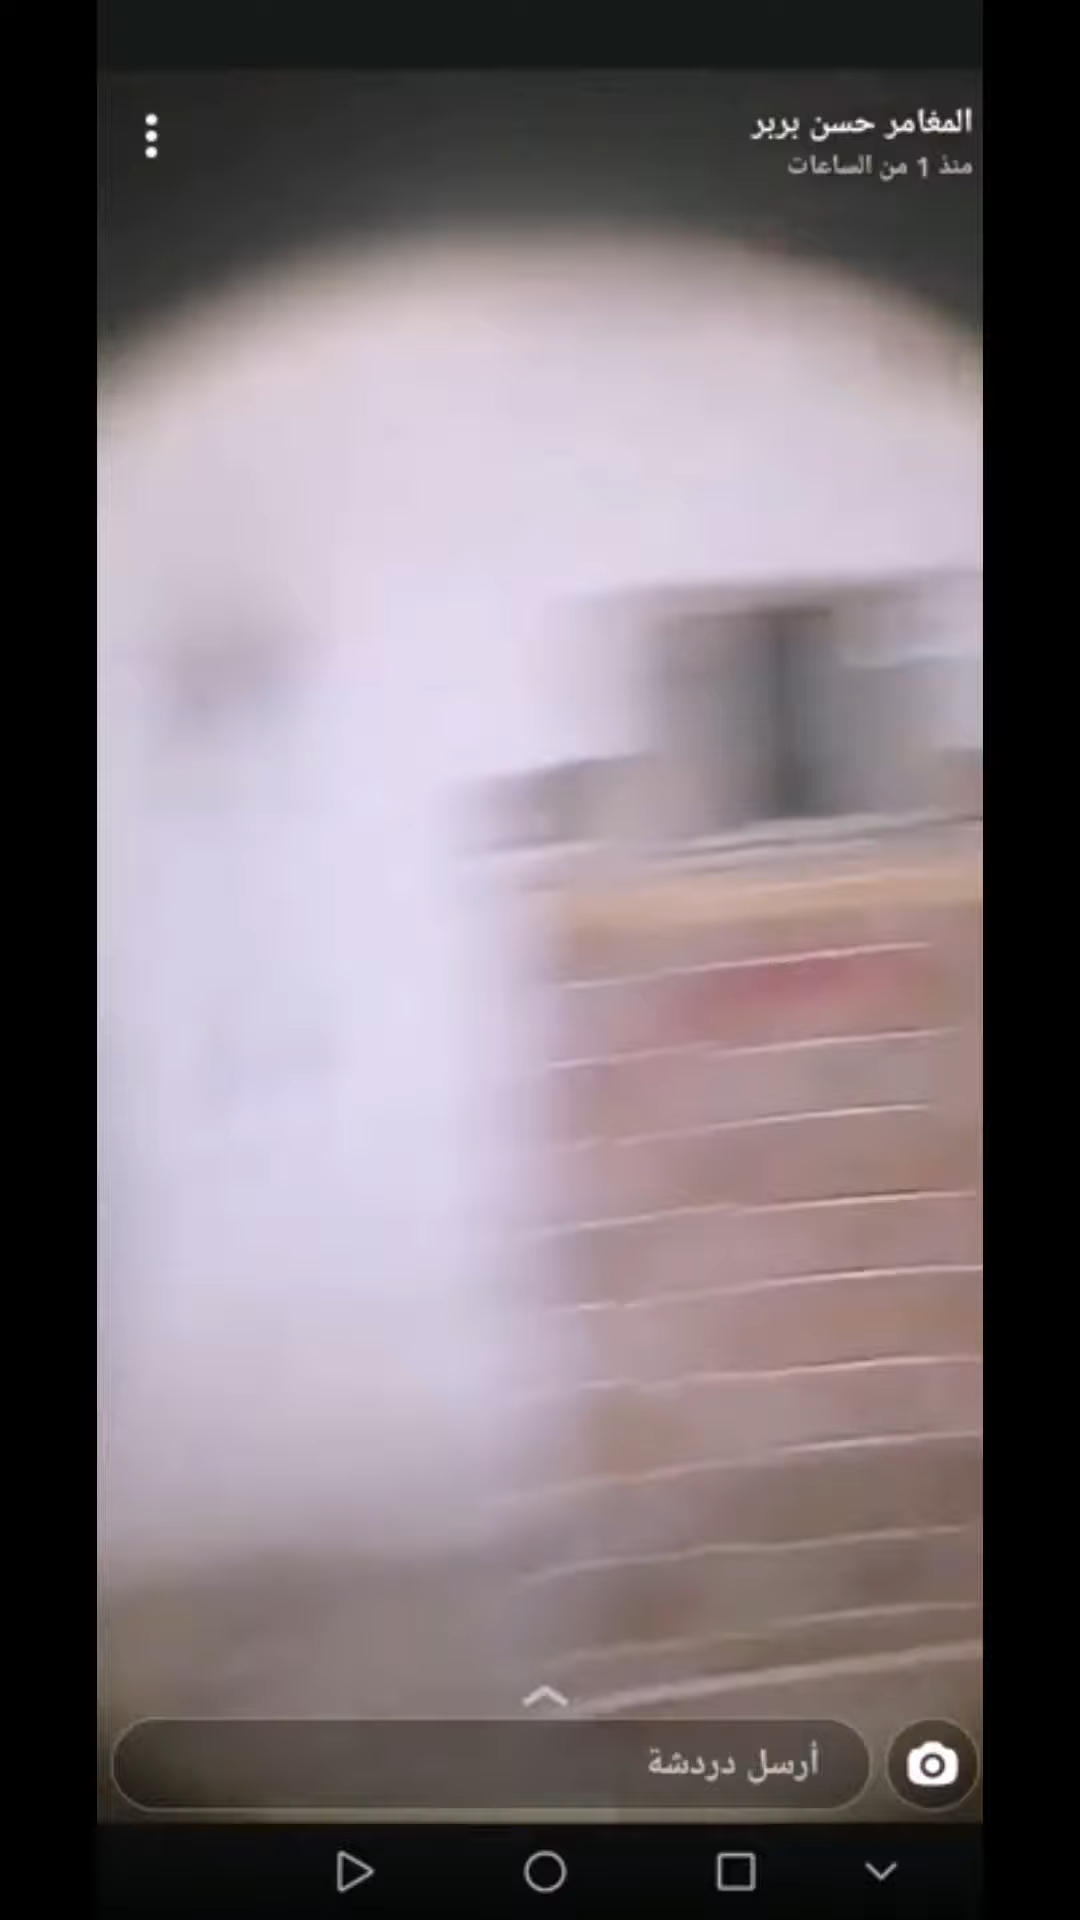 المغامر حسن بربر
منذ 1 من الساعات
أرسل دردشة